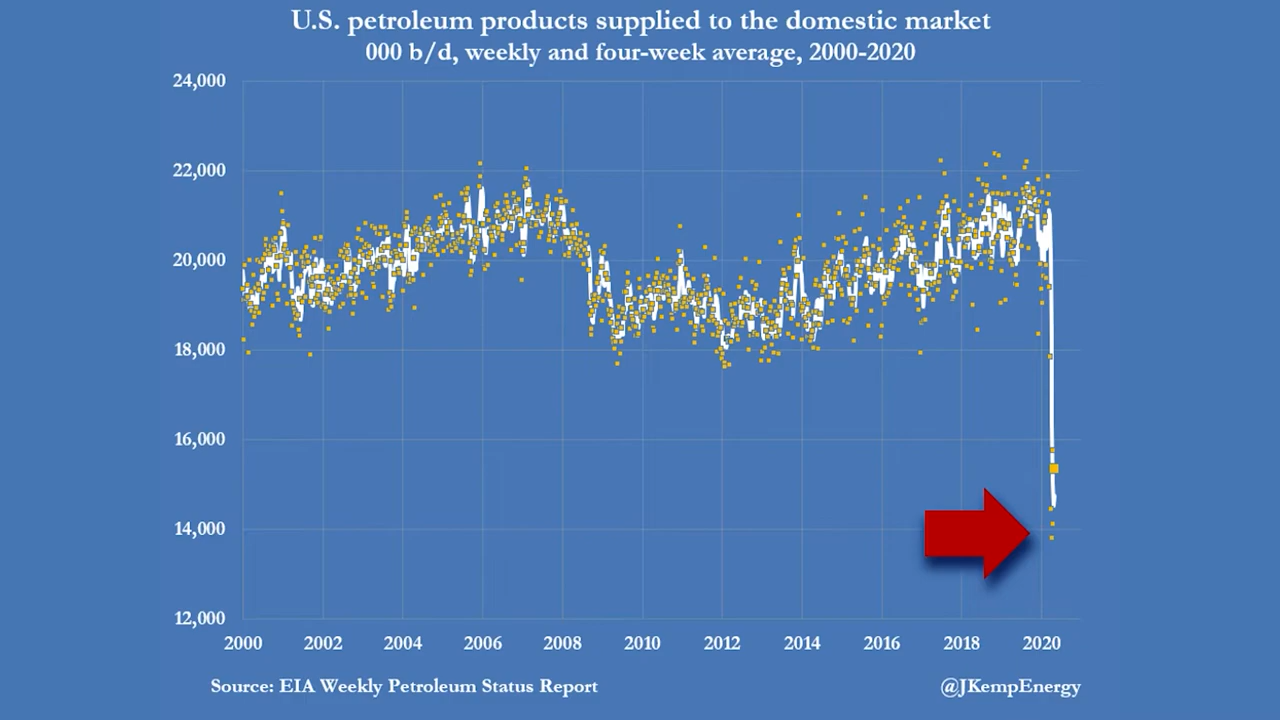 U.S. petroleum products supplied to the domestic market
000 b/d, weekly and four-week average, 2000-2020
24,000
22,000
20,000
18,000
16,000
14,000
12,000
2000 2002 2004 2006 2008 2010 2012 2014 2016 2018 2020
Source: EIA Weekly Petroleum Status Report
@JKempEnergy